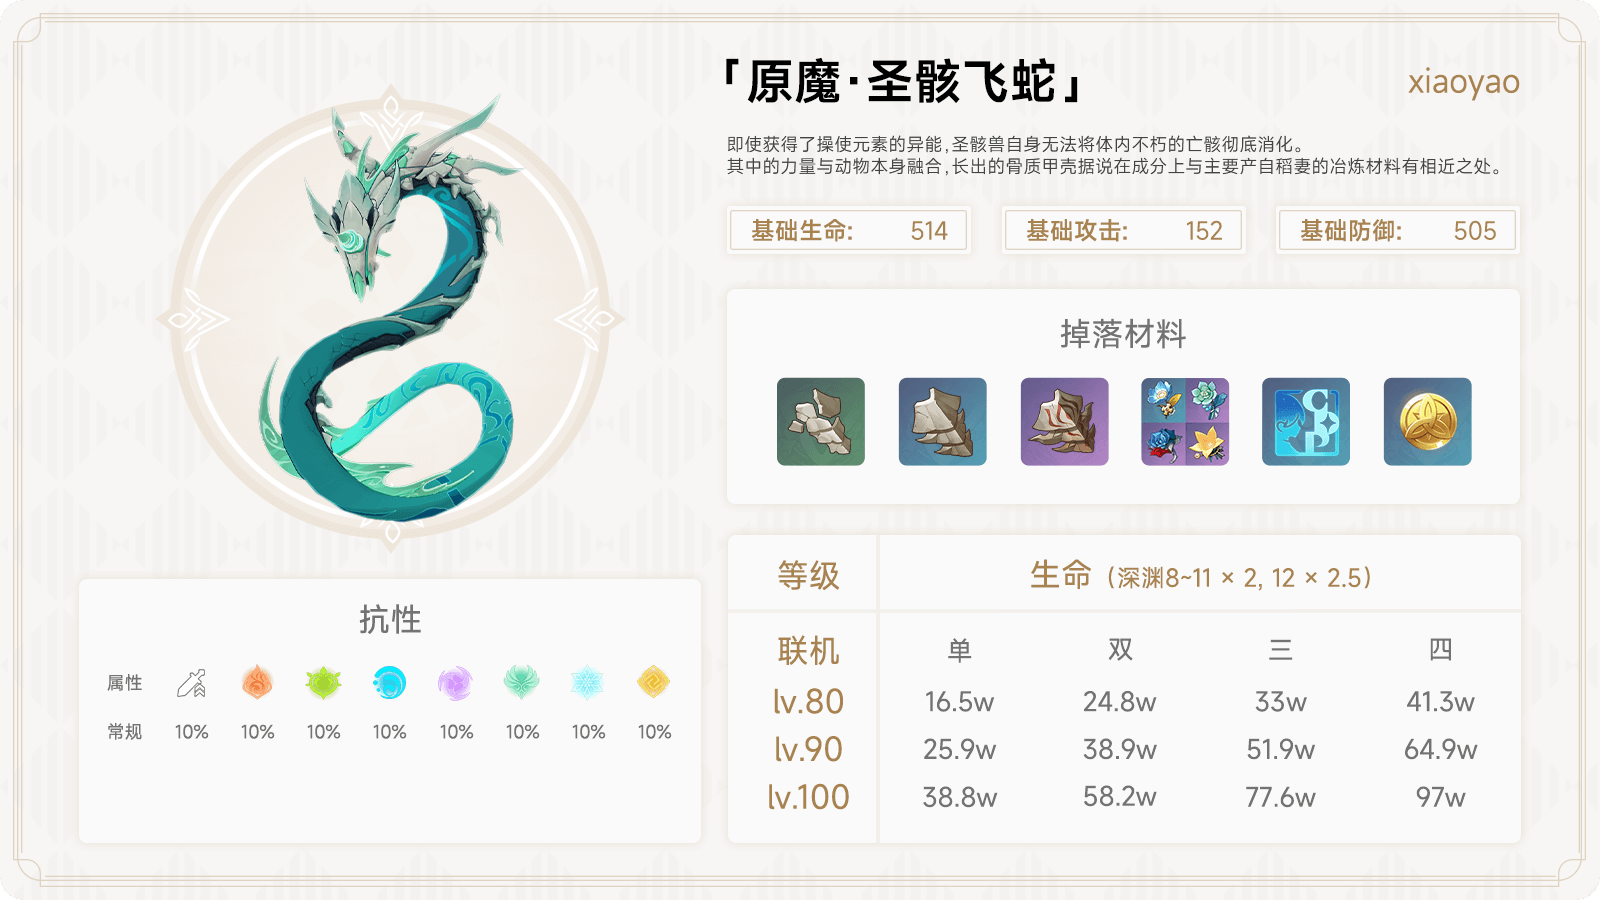 「原魔·圣骸飞蛇」
xiaoyao
即使获得了操使元素的异能,圣骸兽自身无法将体内不朽的亡骸彻底消化。
其中的力量与动物本身融合,长出的骨质甲壳据说在成分上与主要产自稻妻的冶炼材料有相近之处。
基础生命: 514 基础攻击: 152 基础防御: 505
掉落材料
抗性
属性
常规 10% 10% 10% 10% 10% 10% 10% 10%
等级 生命（深渊8~11 × 2, 12 × 2.5）
联机 单 双 三 四
lv.80 16.5w 24.8w 33w 41.3w
lv.90 25.9w 38.9w 51.9w 64.9w
lv.100 38.8w 58.2w 77.6w 97w